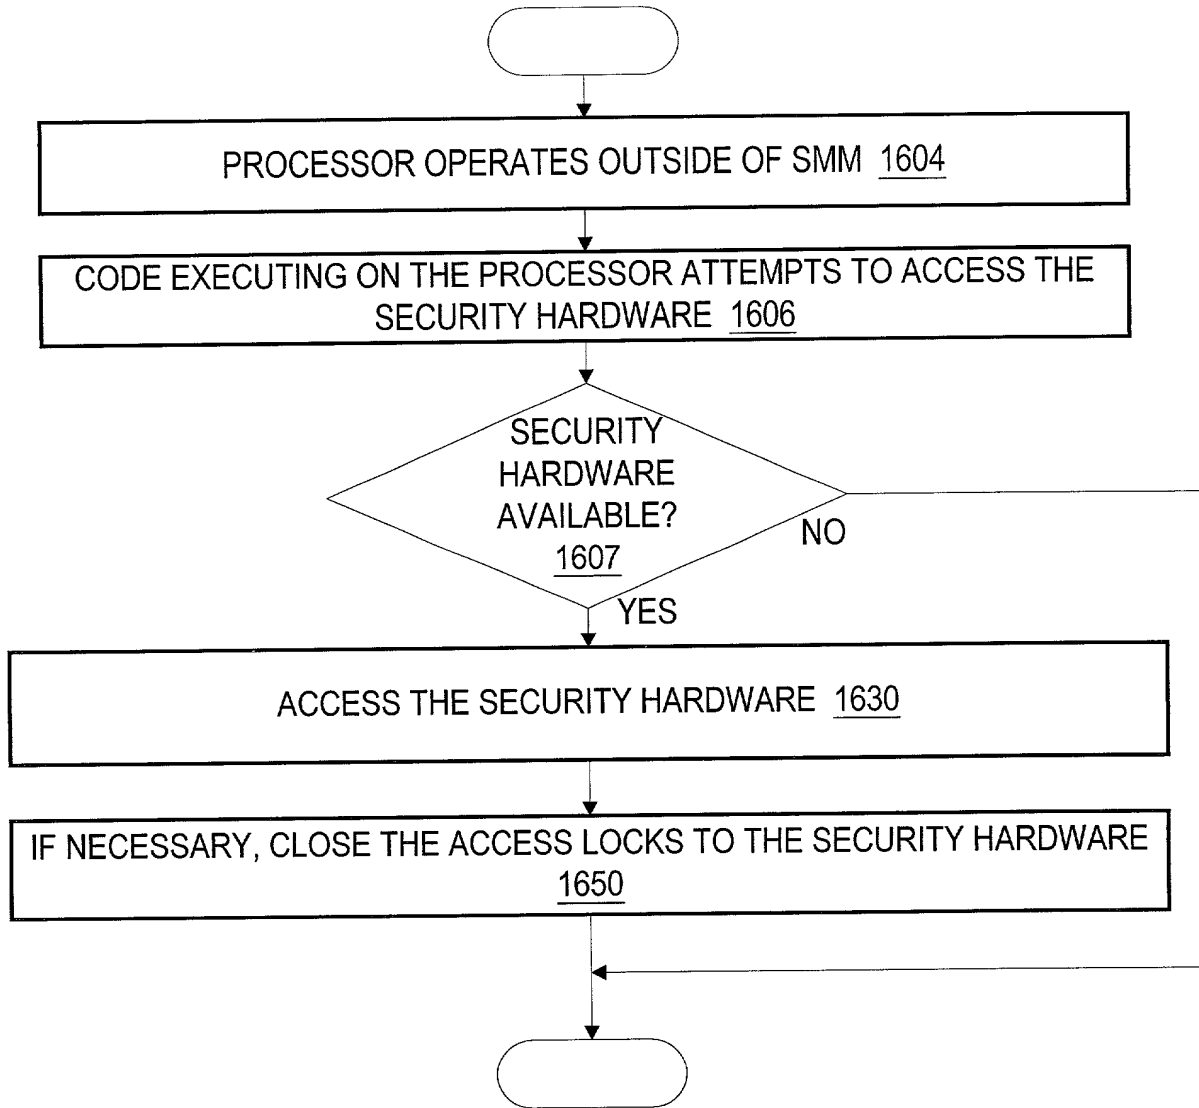 PROCESSOR OPERATES OUTSIDE OF SMM 1604
CODE EXECUTING ON THE PROCESSOR ATTEMPTS TO ACCESS THE
SECURITY HARDWARE 1606
SECURITY
HARDWARE
AVAILABLE?
1607
NO
YES
ACCESS THE SECURITY HARDWARE 1630
IF NECESSARY, CLOSE THE ACCESS LOCKS TO THE SECURITY HARDWARE
1650